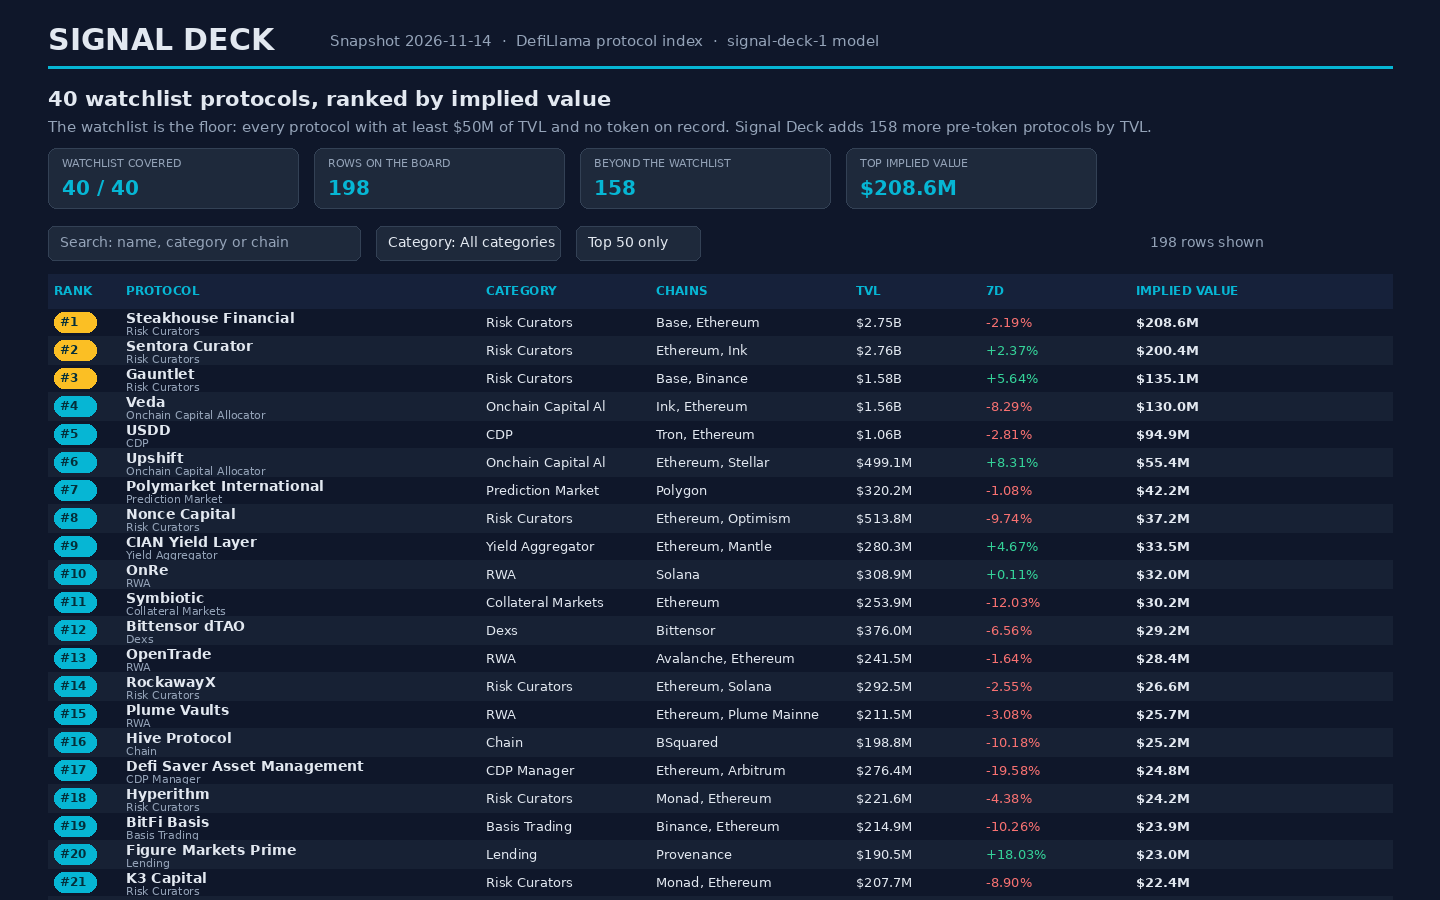 SIGNAL DECK Snapshot 2026-11-14 · DefiLlama protocol index · signal-deck-1 model
40 watchlist protocols, ranked by implied value
The watchlist is the floor: every protocol with at least $50M of TVL and no token on record. Signal Deck adds 158 more pre-token protocols by TVL.
WATCHLIST COVERED ROWS ON THE BOARD BEYOND THE WATCHLIST TOP IMPLIED VALUE
40 / 40 198 158 $208.6M
Search: name, category or chain Category: All categories Top 50 only 198 rows shown
RANK PROTOCOL CATEGORY CHAINS TVL 7D IMPLIED VALUE
#1 Steakhouse Financial Risk Curators Base, Ethereum $2.75B -2.19% $208.6M
Risk Curators
#2 Sentora Curator Risk Curators Ethereum, Ink $2.76B +2.37% $200.4M
Risk Curators
#3 Gauntlet Risk Curators Base, Binance $1.58B +5.64% $135.1M
Risk Curators
#4 Veda Onchain Capital Al Ink, Ethereum $1.56B -8.29% $130.0M
Onchain Capital Allocator
#5 USDD CDP Tron, Ethereum $1.06B -2.81% $94.9M
CDP
#6 Upshift Onchain Capital Al Ethereum, Stellar $499.1M +8.31% $55.4M
Onchain Capital Allocator
#7 Polymarket International Prediction Market Polygon $320.2M -1.08% $42.2M
Prediction Market
#8 Nonce Capital Risk Curators Ethereum, Optimism $513.8M -9.74% $37.2M
Risk Curators
#9 CIAN Yield Layer Yield Aggregator Ethereum, Mantle $280.3M +4.67% $33.5M
Yield Aggregator
#10 OnRe RWA Solana $308.9M +0.11% $32.0M
RWA
#11 Symbiotic Collateral Markets Ethereum $253.9M -12.03% $30.2M
Collateral Markets
#12 Bittensor dTAO Dexs Bittensor $376.0M -6.56% $29.2M
Dexs
#13 OpenTrade RWA Avalanche, Ethereum $241.5M -1.64% $28.4M
RWA
#14 RockawayX Risk Curators Ethereum, Solana $292.5M -2.55% $26.6M
Risk Curators
#15 Plume Vaults RWA Ethereum, Plume Mainne $211.5M -3.08% $25.7M
RWA
#16 Hive Protocol Chain BSquared $198.8M -10.18% $25.2M
Chain
#17 Defi Saver Asset Management CDP Manager Ethereum, Arbitrum $276.4M -19.58% $24.8M
CDP Manager
#18 Hyperithm Risk Curators Monad, Ethereum $221.6M -4.38% $24.2M
Risk Curators
#19 BitFi Basis Basis Trading Binance, Ethereum $214.9M -10.26% $23.9M
Basis Trading
#20 Figure Markets Prime Lending Provenance $190.5M +18.03% $23.0M
Lending
#21 K3 Capital Risk Curators Monad, Ethereum $207.7M -8.90% $22.4M
Risk Curators